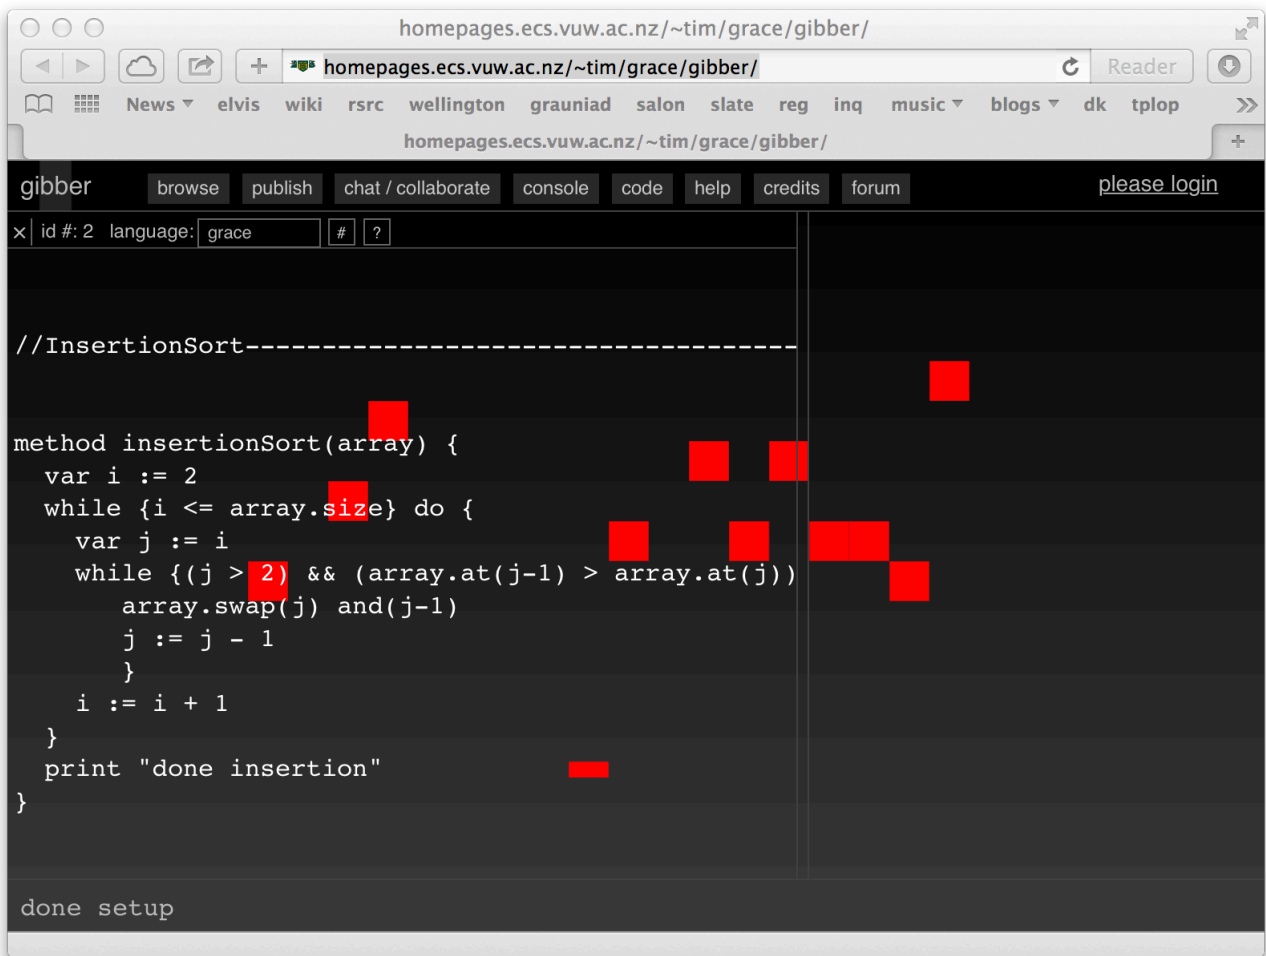 homepages.ecs.vuw.ac.nz/~tim/grace/gibber/
homepages.ecs.vuw.ac.nz/~tim/grace/gibber/ Reader
News elvis wiki rsrc wellington grauniad salon slate reg inq music blogs dk tplop
homepages.ecs.vuw.ac.nz/~tim/grace/gibber/
gibber browse publish chat / collaborate console code help credits forum please login
× id #: 2 language: grace # ?
//InsertionSort------------------------------------
method insertionSort(array) {
var i := 2
while {i <= array.size} do {
var j := i
while {(j > 2) && (array.at(j-1) > array.at(j))
array.swap(j) and(j-1)
j := j - 1
}
i := i + 1
}
print "done insertion"
}
done setup